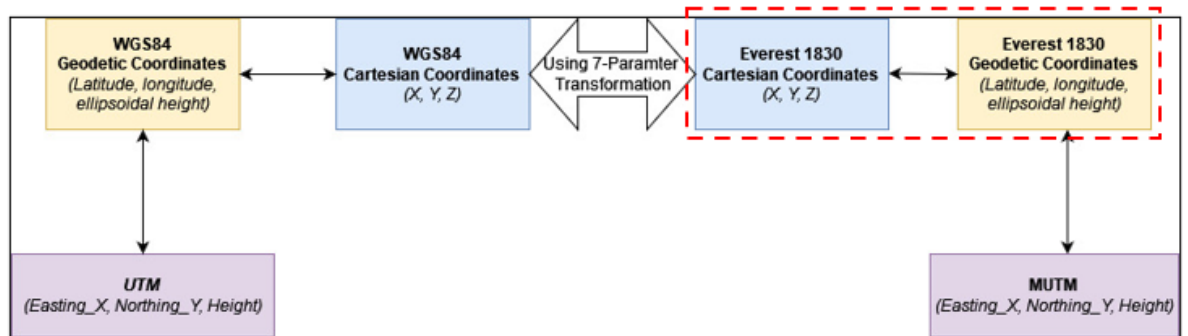 WGS84
Geodetic Coordinates
(Latitude, longitude,
ellipsoidal height)
WGS84
Cartesian Coordinates
(X, Y, Z)
Using 7-Paramter
Transformation
Everest 1830
Cartesian Coordinates
(X, Y, Z)
Everest 1830
Geodetic Coordinates
(Latitude, longitude,
ellipsoidal height)
UTM
(Easting_X, Northing_Y, Height)
MUTM
(Easting_X, Northing_Y, Height)